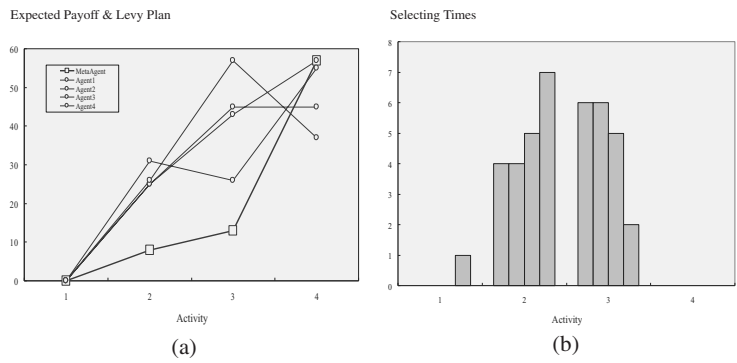 Expected Payoff & Levy Plan
60
50
40
30
20
10
0
MetaAgent
Agent1
Agent2
Agent3
Agent4
1 2 3 4
Activity
(a)
Selecting Times
8
7
6
5
4
3
2
1
0
1 2 3 4
Activity
(b)